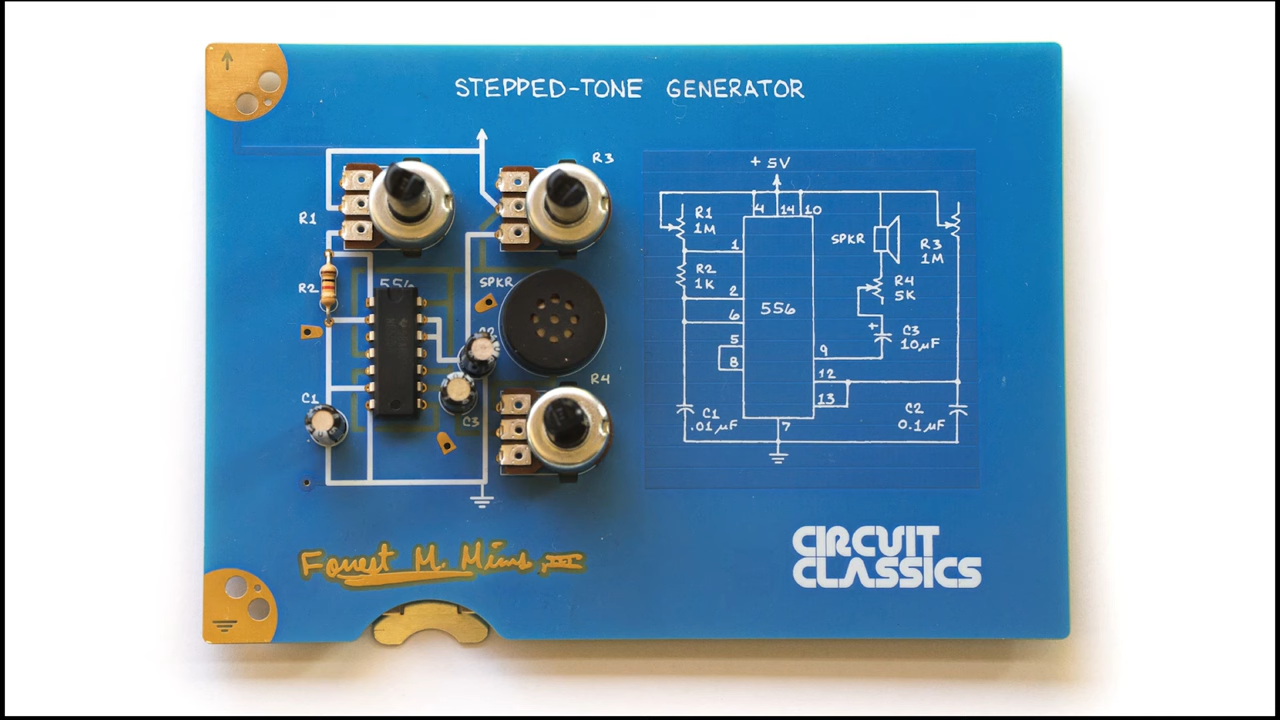 STEPPED-TONE GENERATOR
R1
R3
R2
556
SPKR
C1
C3
R4
Forrest M. Mims, III
+5V
4 14 10
R1
1M
1
R2
1K
2
6
5
8
556
SPKR
R3
1M
R4
5K
+
C3
10µF
9
12
13
C1
.01µF
7
C2
0.1µF
CIRCUIT
CLASSICS